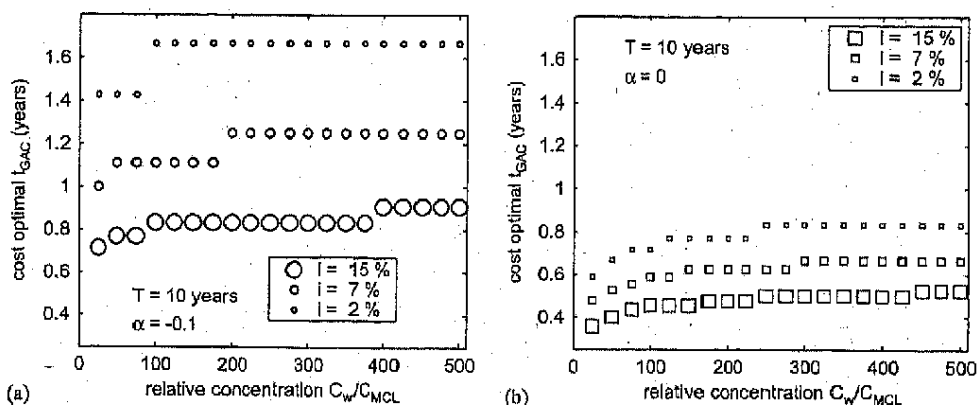 1.6
1.4
1.2
1
0.8
0.6
0.4
cost optimal t_GAC (years)
T = 10 years
α = -0.1
i = 15 %
i = 7 %
i = 2 %
0 100 200 300 400 500
(a) relative concentration C_w/C_MCL
1.6
1.4
1.2
1
0.8
0.6
0.4
cost optimal t_GAC (years)
T = 10 years
α = 0
i = 15 %
i = 7 %
i = 2 %
0 100 200 300 400 500
(b) relative concentration C_w/C_MCL